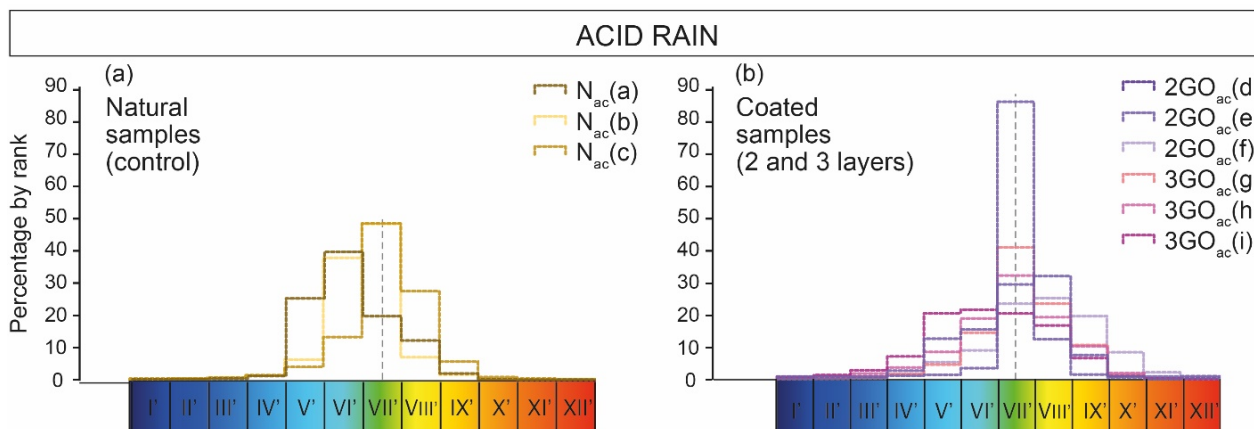 ACID RAIN
(a)
Natural
samples
(control)
N_ac(a)
N_ac(b)
N_ac(c)
Percentage by rank
90
80
70
60
50
40
30
20
10
0
I' II' III' IV' V' VI' VII' VIII' IX' X' XI' XII'
(b)
Coated
samples
(2 and 3 layers)
2GO_ac(d
2GO_ac(e
2GO_ac(f)
3GO_ac(g
3GO_ac(h
3GO_ac(i)
90
80
70
60
50
40
30
20
10
0
I' II' III' IV' V' VI' VII' VIII' IX' X' XI' XII'